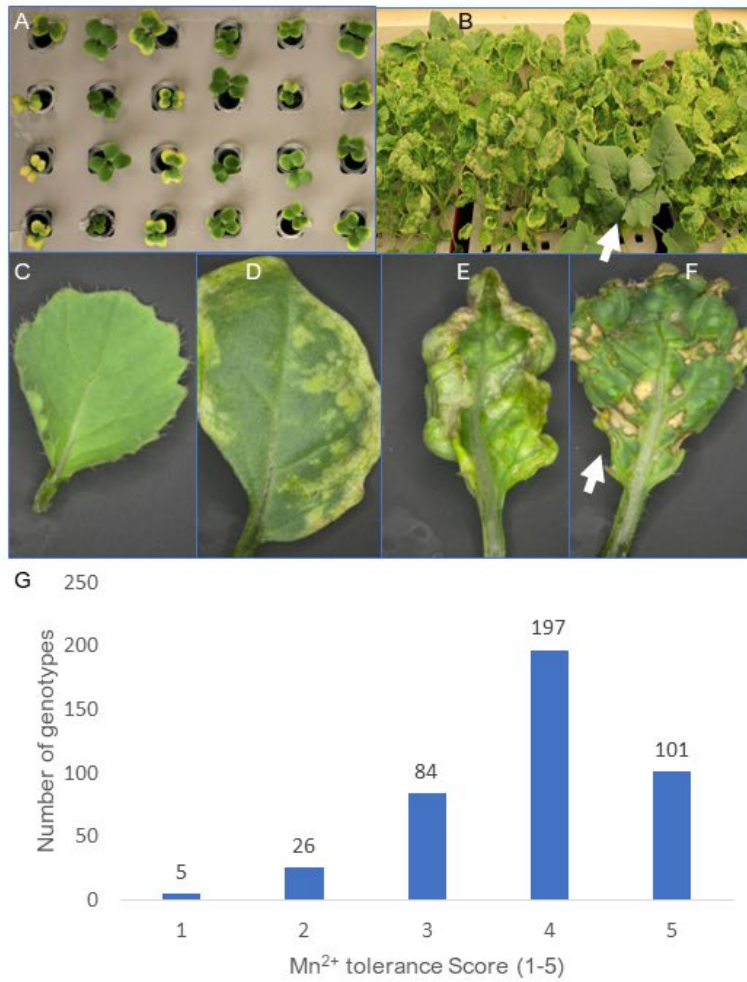 A
B
C
D
E
F
G
Number of genotypes
250
200
150
100
50
0
5
26
84
197
101
1 2 3 4 5
Mn²⁺ tolerance Score (1-5)